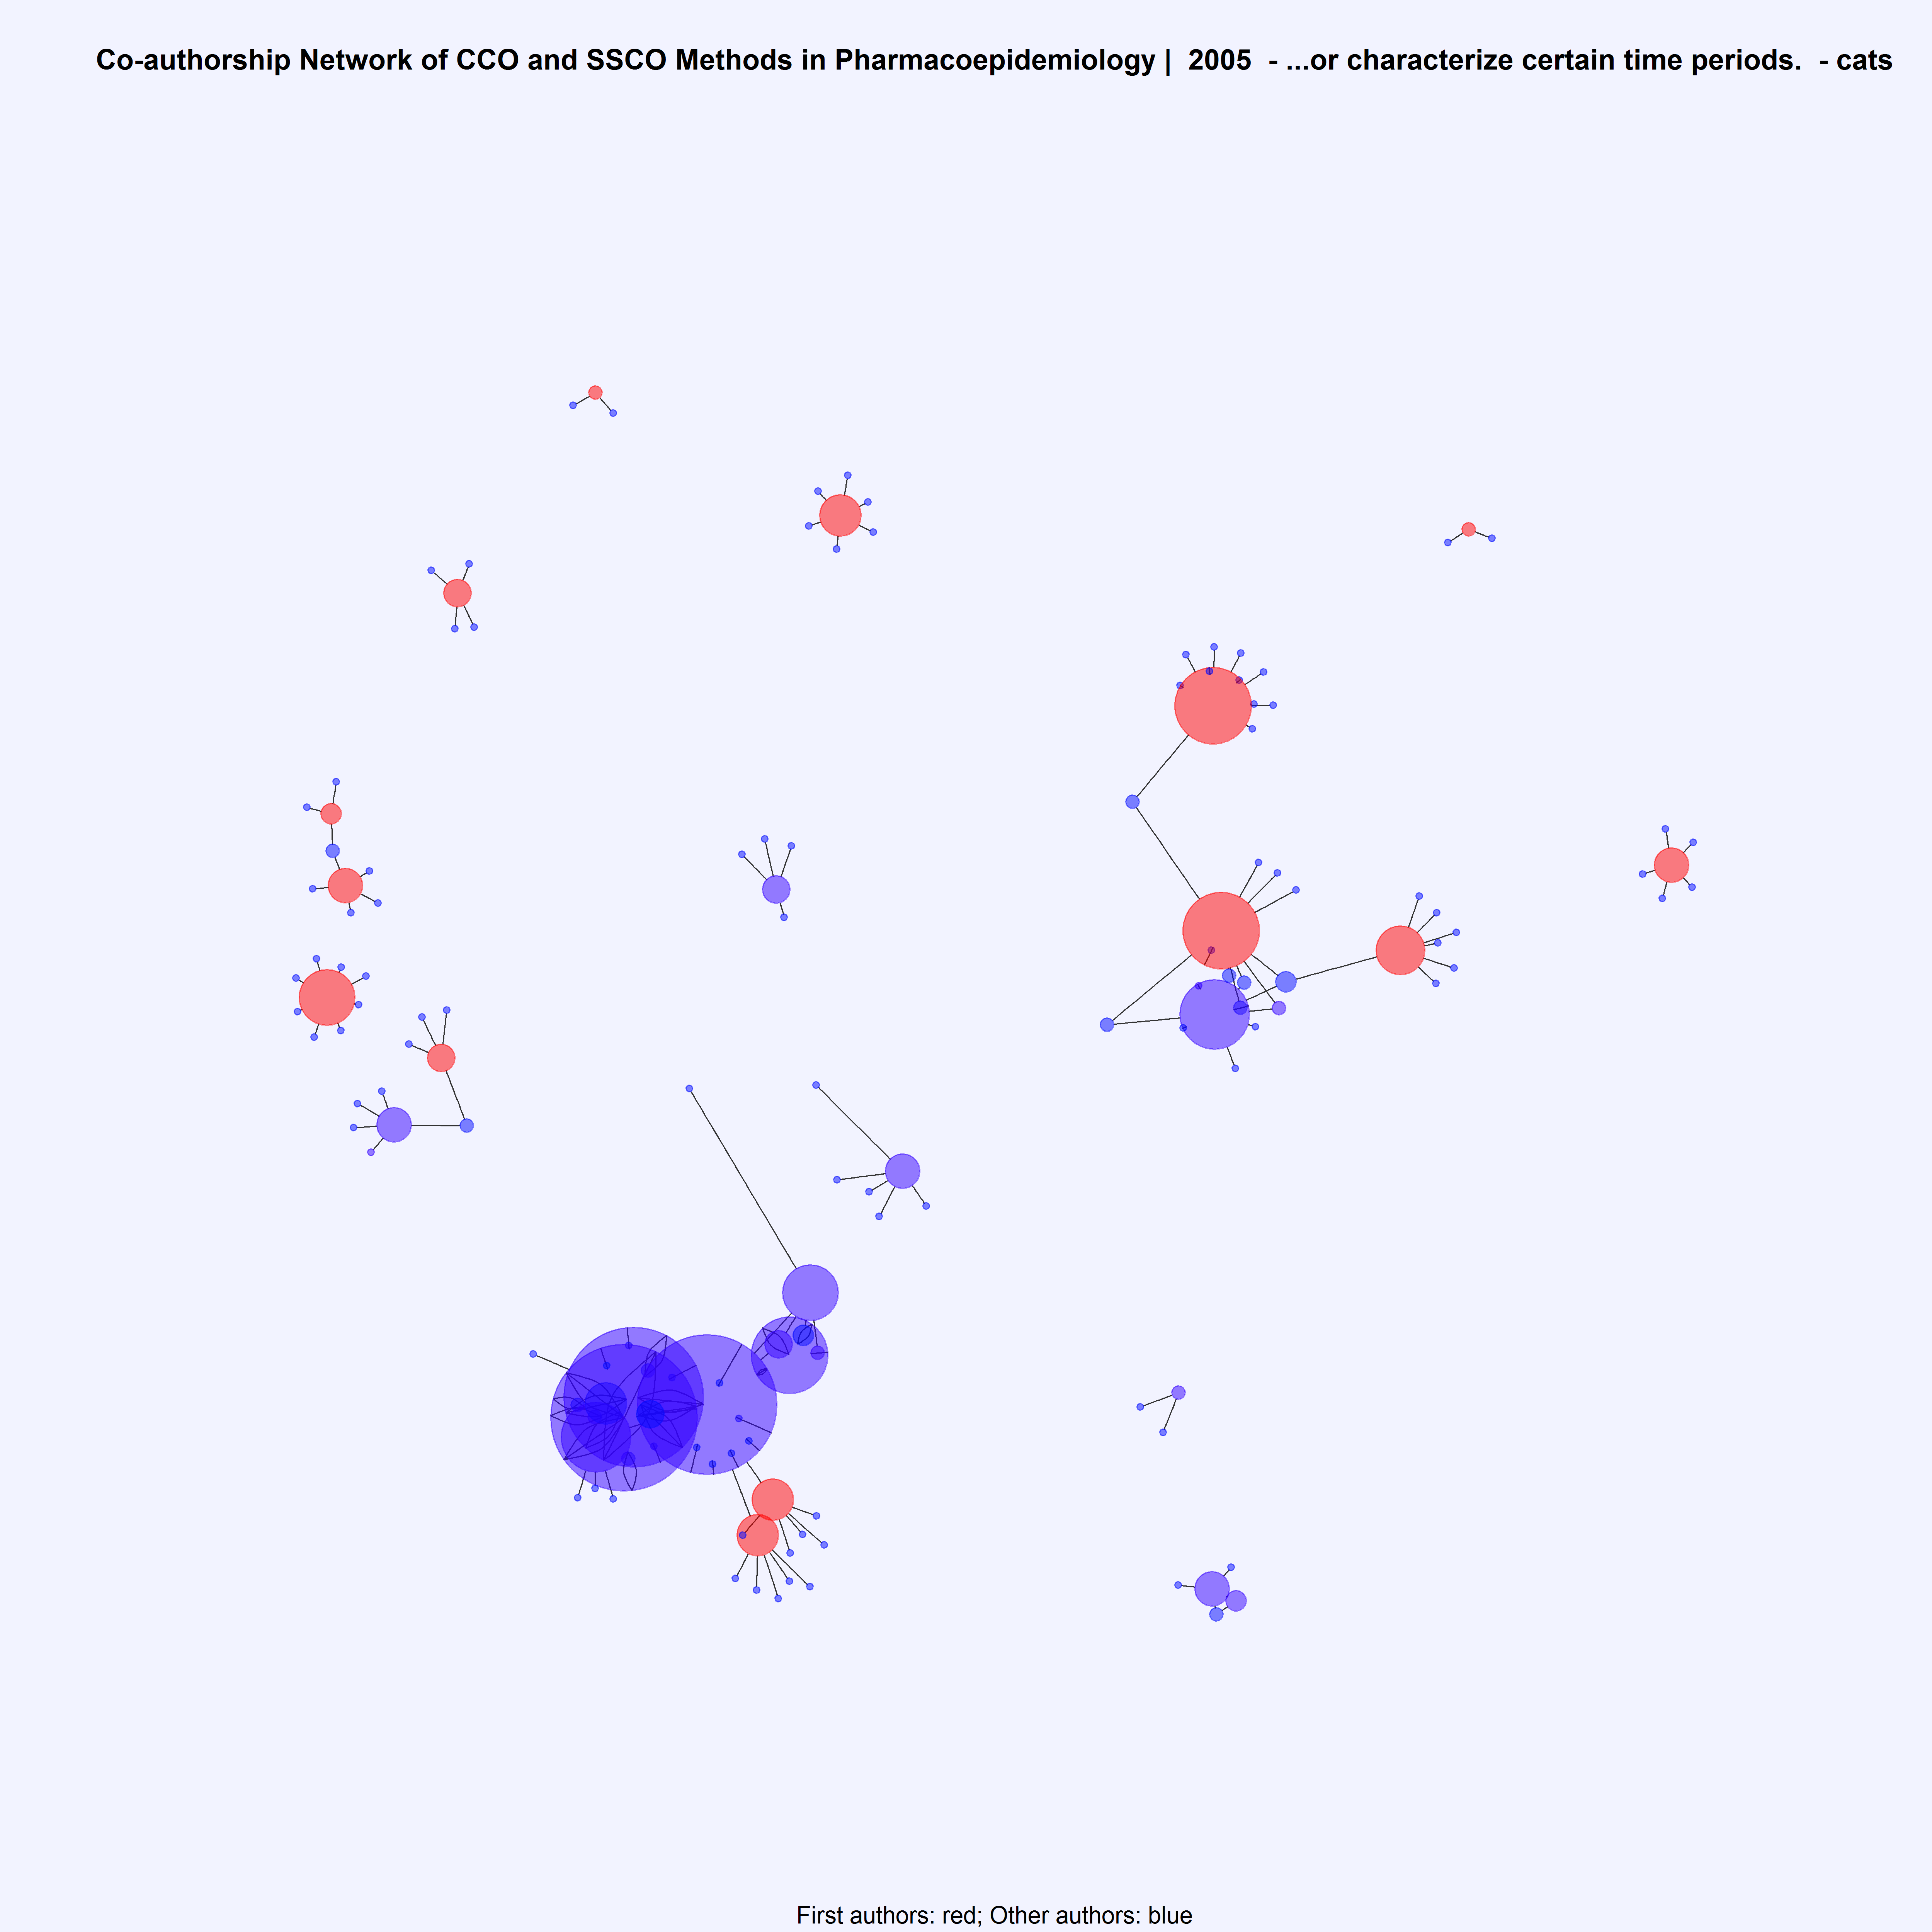 Co-authorship Network of CCO and SSCO Methods in Pharmacoepidemiology |  2005  - ...or characterize certain time periods.  - cats
First authors: red; Other authors: blue